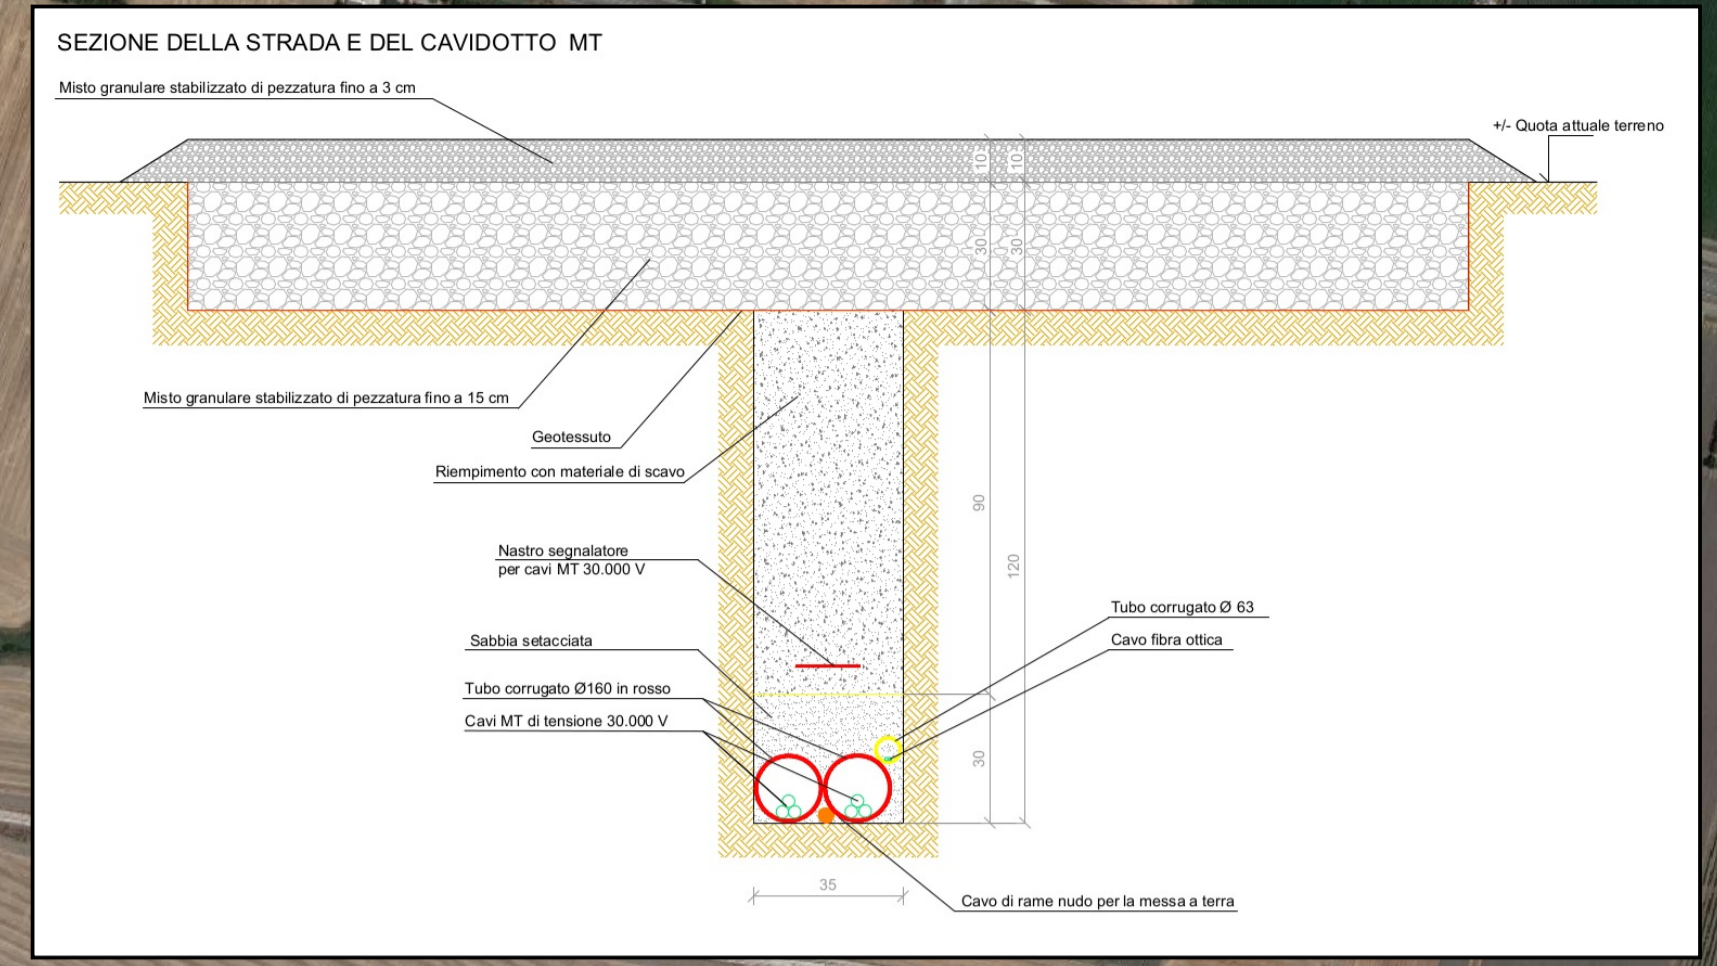 SEZIONE DELLA STRADA E DEL CAVIDOTTO MT
Misto granulare stabilizzato di pezzatura fino a 3 cm
+/- Quota attuale terreno
10
10
30
30
Misto granulare stabilizzato di pezzatura fino a 15 cm
Geotessuto
Riempimento con materiale di scavo
90
120
Nastro segnalatore
per cavi MT 30.000 V
Tubo corrugato Ø 63
Sabbia setacciata
Cavo fibra ottica
Tubo corrugato Ø160 in rosso
Cavi MT di tensione 30.000 V
30
35
Cavo di rame nudo per la messa a terra